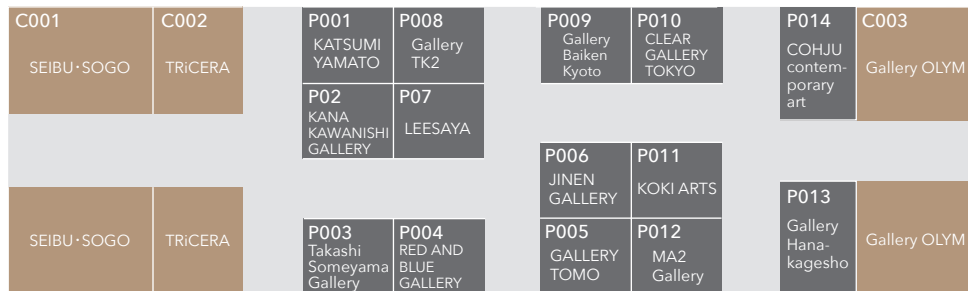 C001
SEIBU･SOGO
C002
TRiCERA
P001
KATSUMI
YAMATO
P008
Gallery
TK2
P02
KANA
KAWANISHI
GALLERY
P07
LEESAYA
P009
Gallery
Baiken
Kyoto
P010
CLEAR
GALLERY
TOKYO
P014
COHJU
contem-
porary
art
C003
Gallery OLYM
SEIBU･SOGO
TRiCERA
P003
Takashi
Someyama
Gallery
P004
RED AND
BLUE
GALLERY
P006
JINEN
GALLERY
P011
KOKI ARTS
P005
GALLERY
TOMO
P012
MA2
Gallery
P013
Gallery
Hana-
kagesho
Gallery OLYM